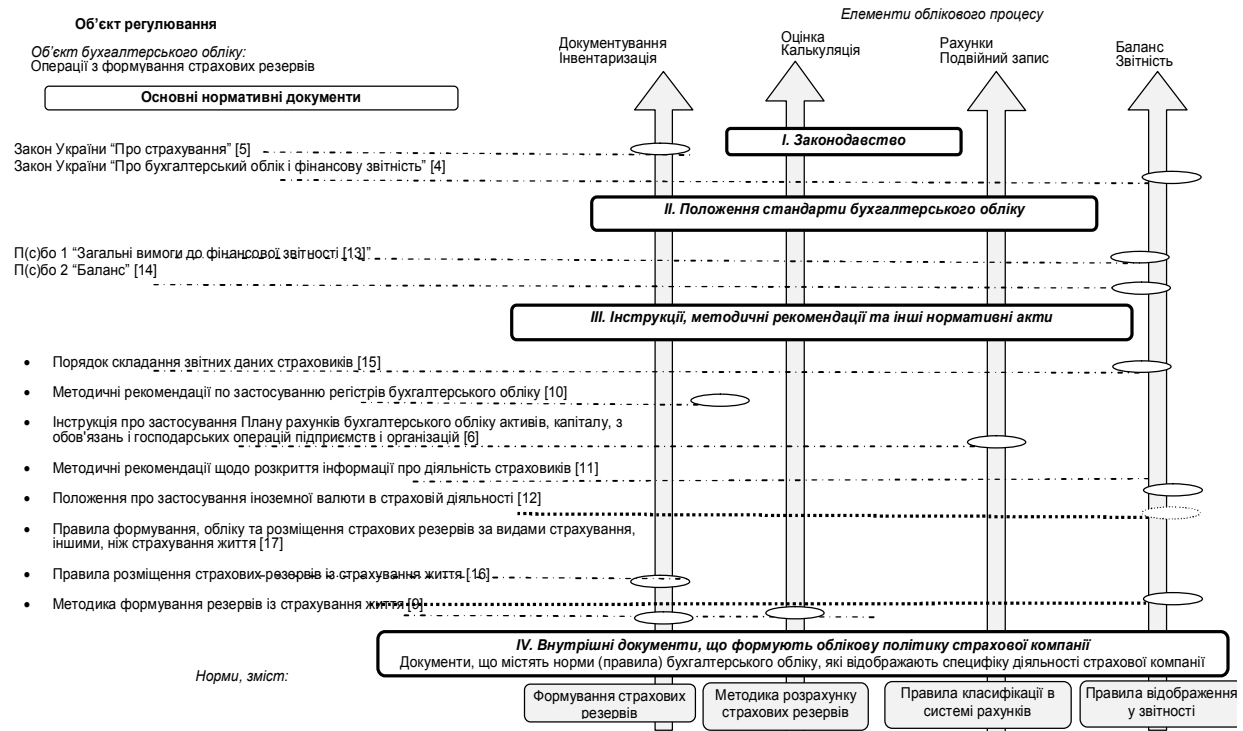 Об’єкт регулювання
Елементи облікового процесу
Об’єкт бухгалтерського обліку:
Операції з формування страхових резервів
Документування
Інвентаризація
Оцінка
Калькуляція
Рахунки
Подвійний запис
Баланс
Звітність
Основні нормативні документи
I. Законодавство
Закон України “Про страхування” [5]
Закон України “Про бухгалтерський облік і фінансову звітність” [4]
II. Положення стандарти бухгалтерського обліку
П(с)бо 1 “Загальні вимоги до фінансової звітності [13]”
П(с)бо 2 “Баланс” [14]
III. Інструкції, методичні рекомендації та інші нормативні акти
• Порядок складання звітних даних страховиків [15]
• Методичні рекомендації по застосуванню регістрів бухгалтерського обліку [10]
• Інструкція про застосування Плану рахунків бухгалтерського обліку активів, капіталу, з
обов'язань і господарських операцій підприємств і організацій [6]
• Методичні рекомендації щодо розкриття інформації про діяльність страховиків [11]
• Положення про застосування іноземної валюти в страховій діяльності [12]
• Правила формування, обліку та розміщення страхових резервів за видами страхування,
іншими, ніж страхування життя [17]
• Правила розміщення страхових резервів із страхування життя [16]
• Методика формування резервів із страхування життя [9]
IV. Внутрішні документи, що формують облікову політику страхової компанії
Документи, що містять норми (правила) бухгалтерського обліку, які відображають специфіку діяльності страхової компанії
Норми, зміст:
Формування страхових
резервів
Методика розрахунку
страхових резервів
Правила класифікації в
системі рахунків
Правила відображення
у звітності